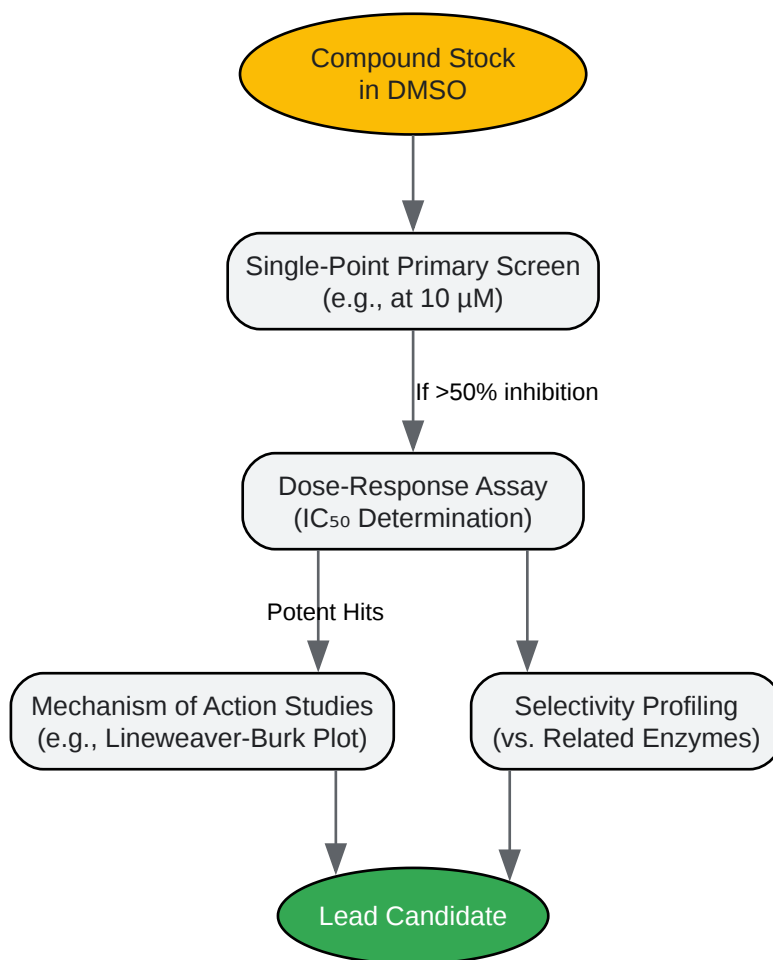 Compound Stock
in DMSO
Single-Point Primary Screen
(e.g., at 10 µM)
If >50% inhibition
Dose-Response Assay
(IC₅₀ Determination)
Potent Hits
Mechanism of Action Studies
(e.g., Lineweaver-Burk Plot)
Selectivity Profiling
(vs. Related Enzymes)
Lead Candidate